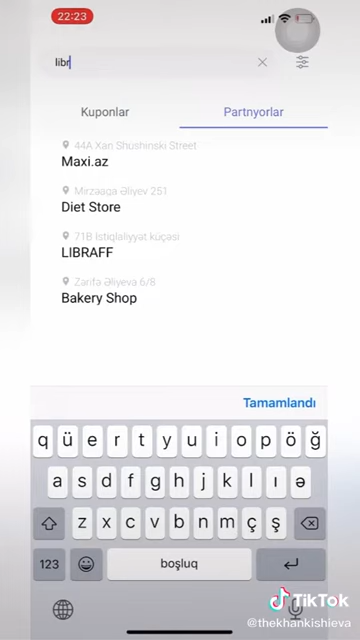 22:23
libr
Kuponlar
Partnyorlar
44A Xan Shushinski Street
Maxi.az
Mirzaağa Əliyev 251
Diet Store
71B Istiqlaliyyət küçəsi
LIBRAFF
Zərifə Əliyeva 6/8
Bakery Shop
Tamamlandı
q ü e r t y u i o p ö ğ
a s d f g h j k l ı ə
z x c v b n m ç ş
123 boşluq
TikTok
@thekhankishieva